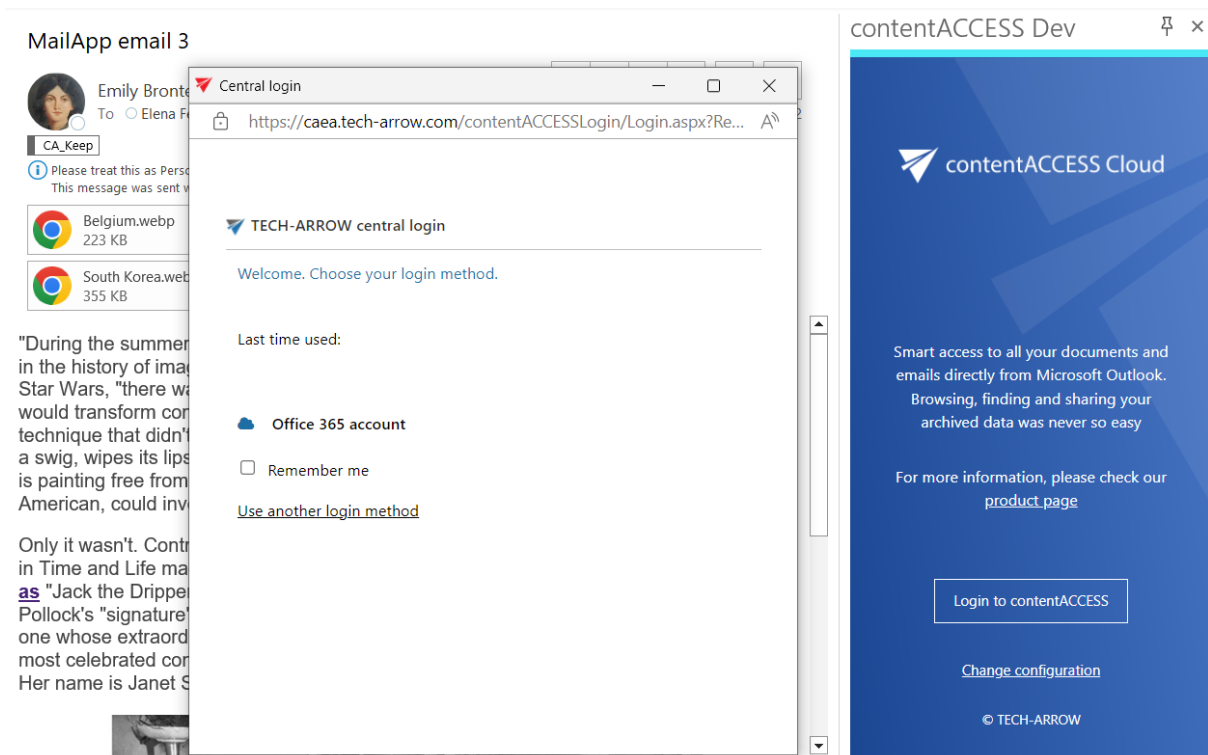 MailApp email 3
Emily Bronte
To Elena Fe
CA_Keep
Please treat this as Perso
This message was sent w
Belgium.webp
223 KB
South Korea.web
355 KB
"During the summer
in the history of imag
Star Wars, "there wa
would transform con
technique that didn't
a swig, wipes its lips
is painting free from
American, could inve
Only it wasn't. Contr
in Time and Life ma
as "Jack the Dripper
Pollock's "signature"
one whose extraord
most celebrated con
Her name is Janet S
Central login
https://caea.tech-arrow.com/contentACCESSLogin/Login.aspx?Re...
TECH-ARROW central login
Welcome. Choose your login method.
Last time used:
Office 365 account
Remember me
Use another login method
2
contentACCESS Dev
contentACCESS Cloud
Smart access to all your documents and
emails directly from Microsoft Outlook.
Browsing, finding and sharing your
archived data was never so easy
For more information, please check our
product page
Login to contentACCESS
Change configuration
© TECH-ARROW